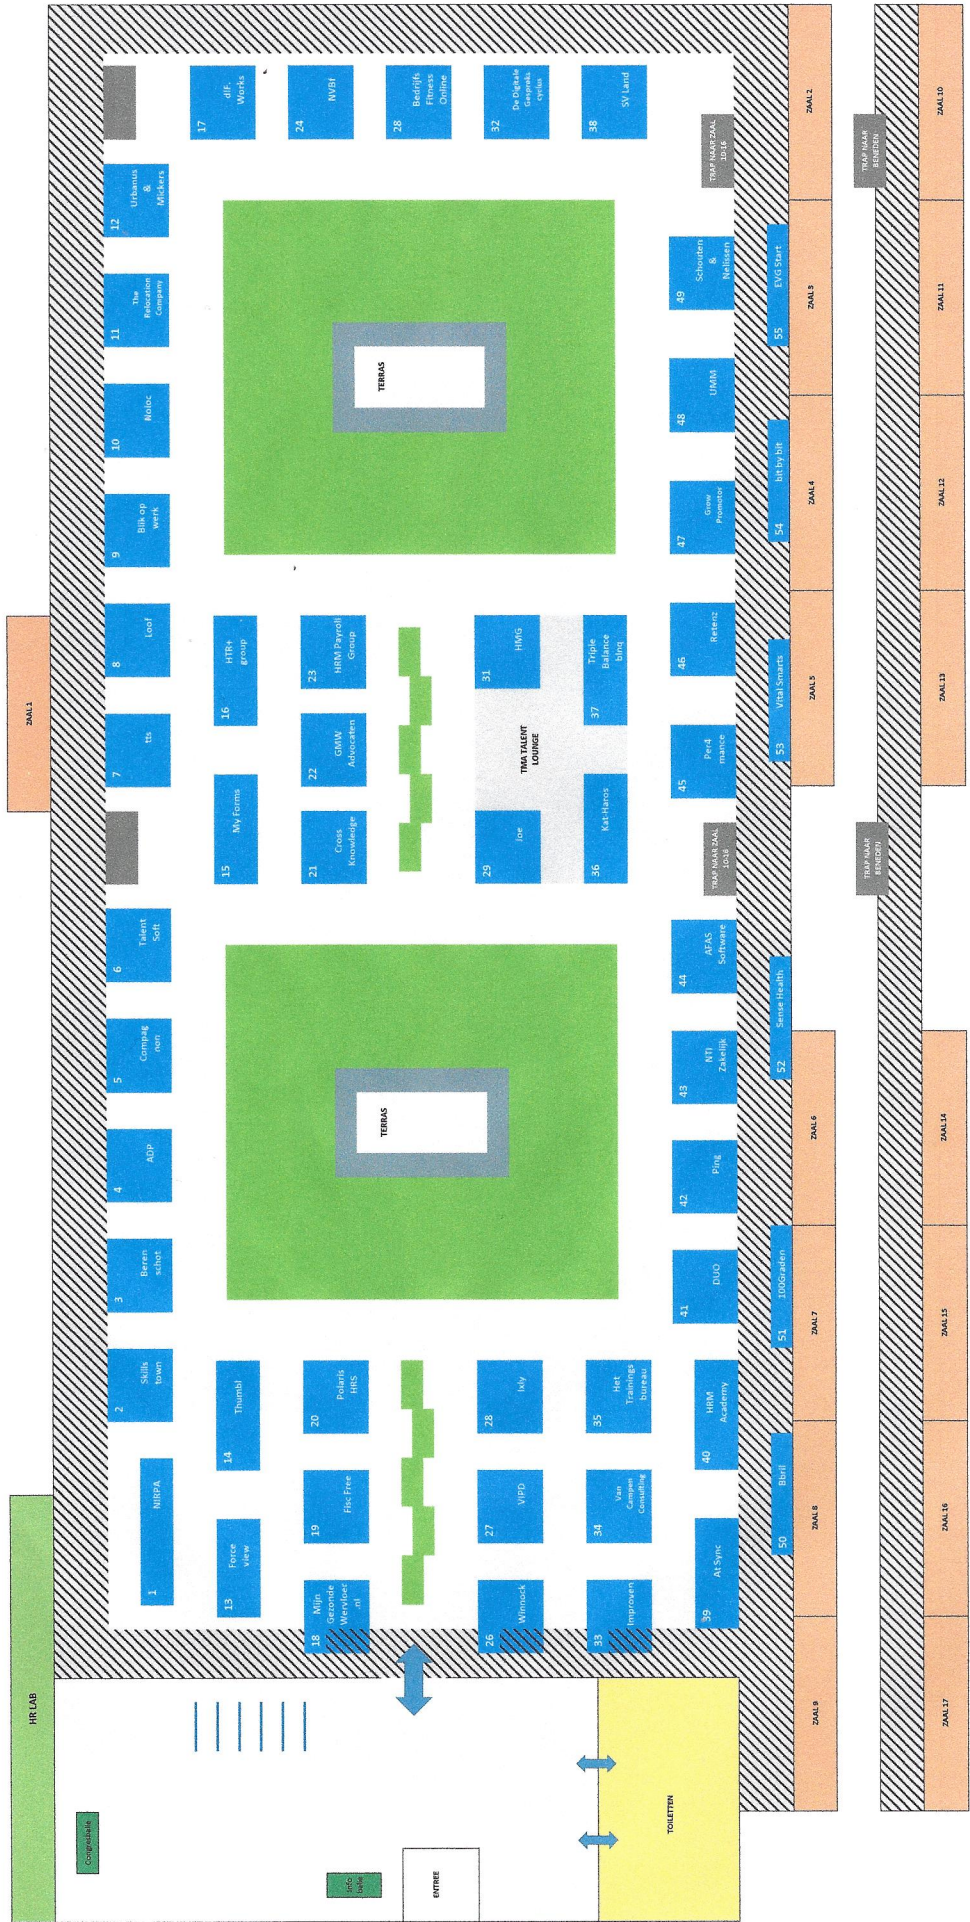 ZAAL 1
HR LAB
Congresbalie
Info
balie
ENTREE
TOILETTEN
1
NIRPA
2
Skills
town
3
Beren
schot
4
ADP
5
Compag
non
6
Talent
Soft
7
tts
8
Loof
9
Blik op
werk
10
Noloc
11
The
Relocation
Company
12
Urbanus
&
Mickers
13
Force
view
14
Thumbl
15
My Forms
16
HTR+
group
17
dIF.
Works
18
Mijn
Gezonde
Wervloer
.nl
19
Fisc Free
20
Polaris
HRS
21
Cross
Knowledge
22
GMW
Advocaten
23
HRM Payroll
Group
24
NVBf
28
Bedrijfs
Fitness
Online
32
De Digitale
Gespreks
cyclus
38
SV Land
TERRAS
TERRAS
26
Winnock
27
VIPD
28
Ixly
29
Joe
TMA TALENT
LOUNGE
31
HMG
33
Improven
34
Van
Campen
Consulting
35
Het
Trainings
bureau
36
Kat-Haros
37
Triple
Balance
blnq
39
At Sync
40
HRM
Academy
41
DUO
42
Ping
43
NTI
Zakelijk
44
AFAS
Software
TRAP NAAR ZAAL
10-16
45
Per4
mance
46
Retenz
47
Grow
Promotor
48
UMM
49
Schouten
&
Nelissen
TRAP NAAR ZAAL
10-16
50
Bbril
51
100Graden
52
Sense Health
53
Vital Smarts
54
bit by bit
55
EVG Start
ZAAL 9
ZAAL 8
ZAAL 7
ZAAL 6
ZAAL 5
ZAAL 4
ZAAL 3
ZAAL 2
TRAP NAAR
BENEDEN
TRAP NAAR
BENEDEN
ZAAL 17
ZAAL 16
ZAAL 15
ZAAL 14
ZAAL 13
ZAAL 12
ZAAL 11
ZAAL 10